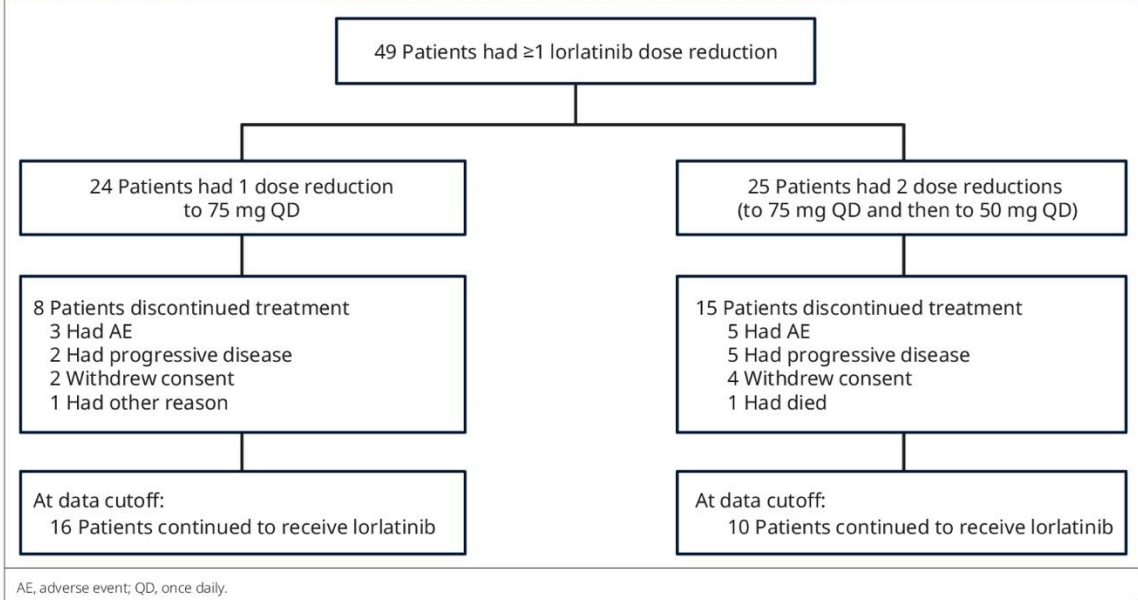 49 Patients had ≥1 lorlatinib dose reduction
24 Patients had 1 dose reduction
to 75 mg QD
25 Patients had 2 dose reductions
(to 75 mg QD and then to 50 mg QD)
8 Patients discontinued treatment
3 Had AE
2 Had progressive disease
2 Withdrew consent
1 Had other reason
15 Patients discontinued treatment
5 Had AE
5 Had progressive disease
4 Withdrew consent
1 Had died
At data cutoff:
16 Patients continued to receive lorlatinib
At data cutoff:
10 Patients continued to receive lorlatinib
AE, adverse event; QD, once daily.